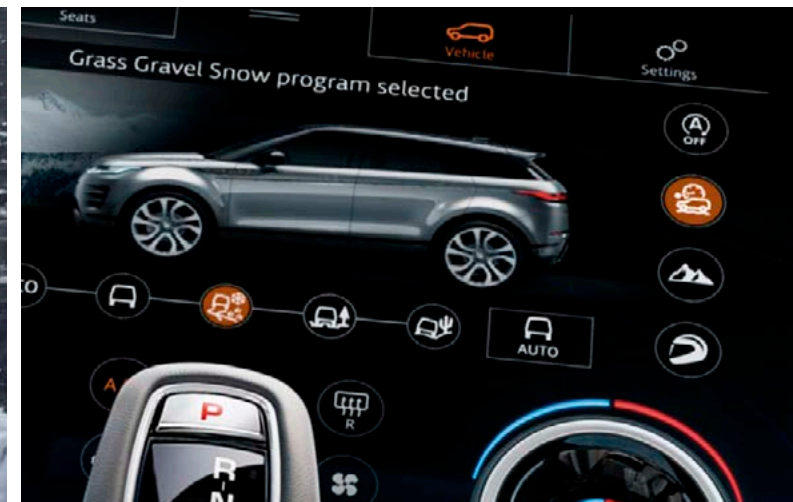 Seats
Vehicle
Settings
Grass Gravel Snow program selected
OFF
AUTO
A
R
P
R
N